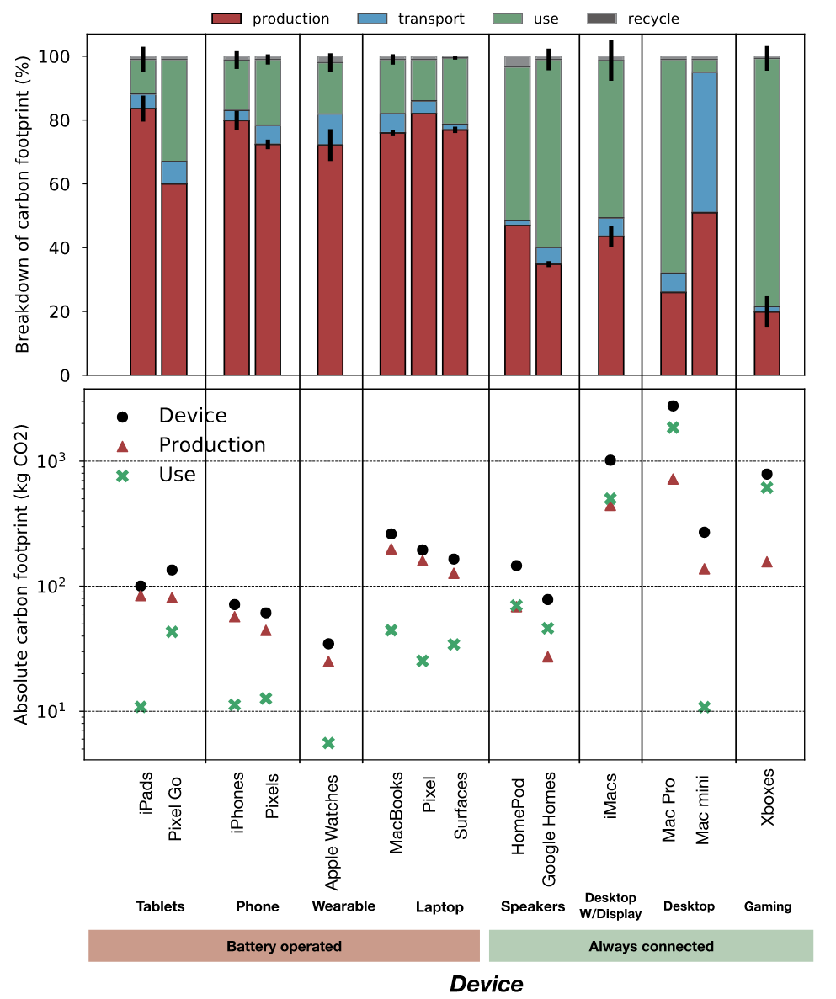 production transport use recycle
Breakdown of carbon footprint (%)
100
80
60
40
20
0
Device
Production
Use
Absolute carbon footprint (kg CO2)
10³
10²
10¹
iPads
Pixel Go
iPhones
Pixels
Apple Watches
MacBooks
Pixel
Surfaces
HomePod
Google Homes
iMacs
Mac Pro
Mac mini
Xboxes
Tablets Phone Wearable Laptop Speakers Desktop W/Display Desktop Gaming
Battery operated Always connected
Device